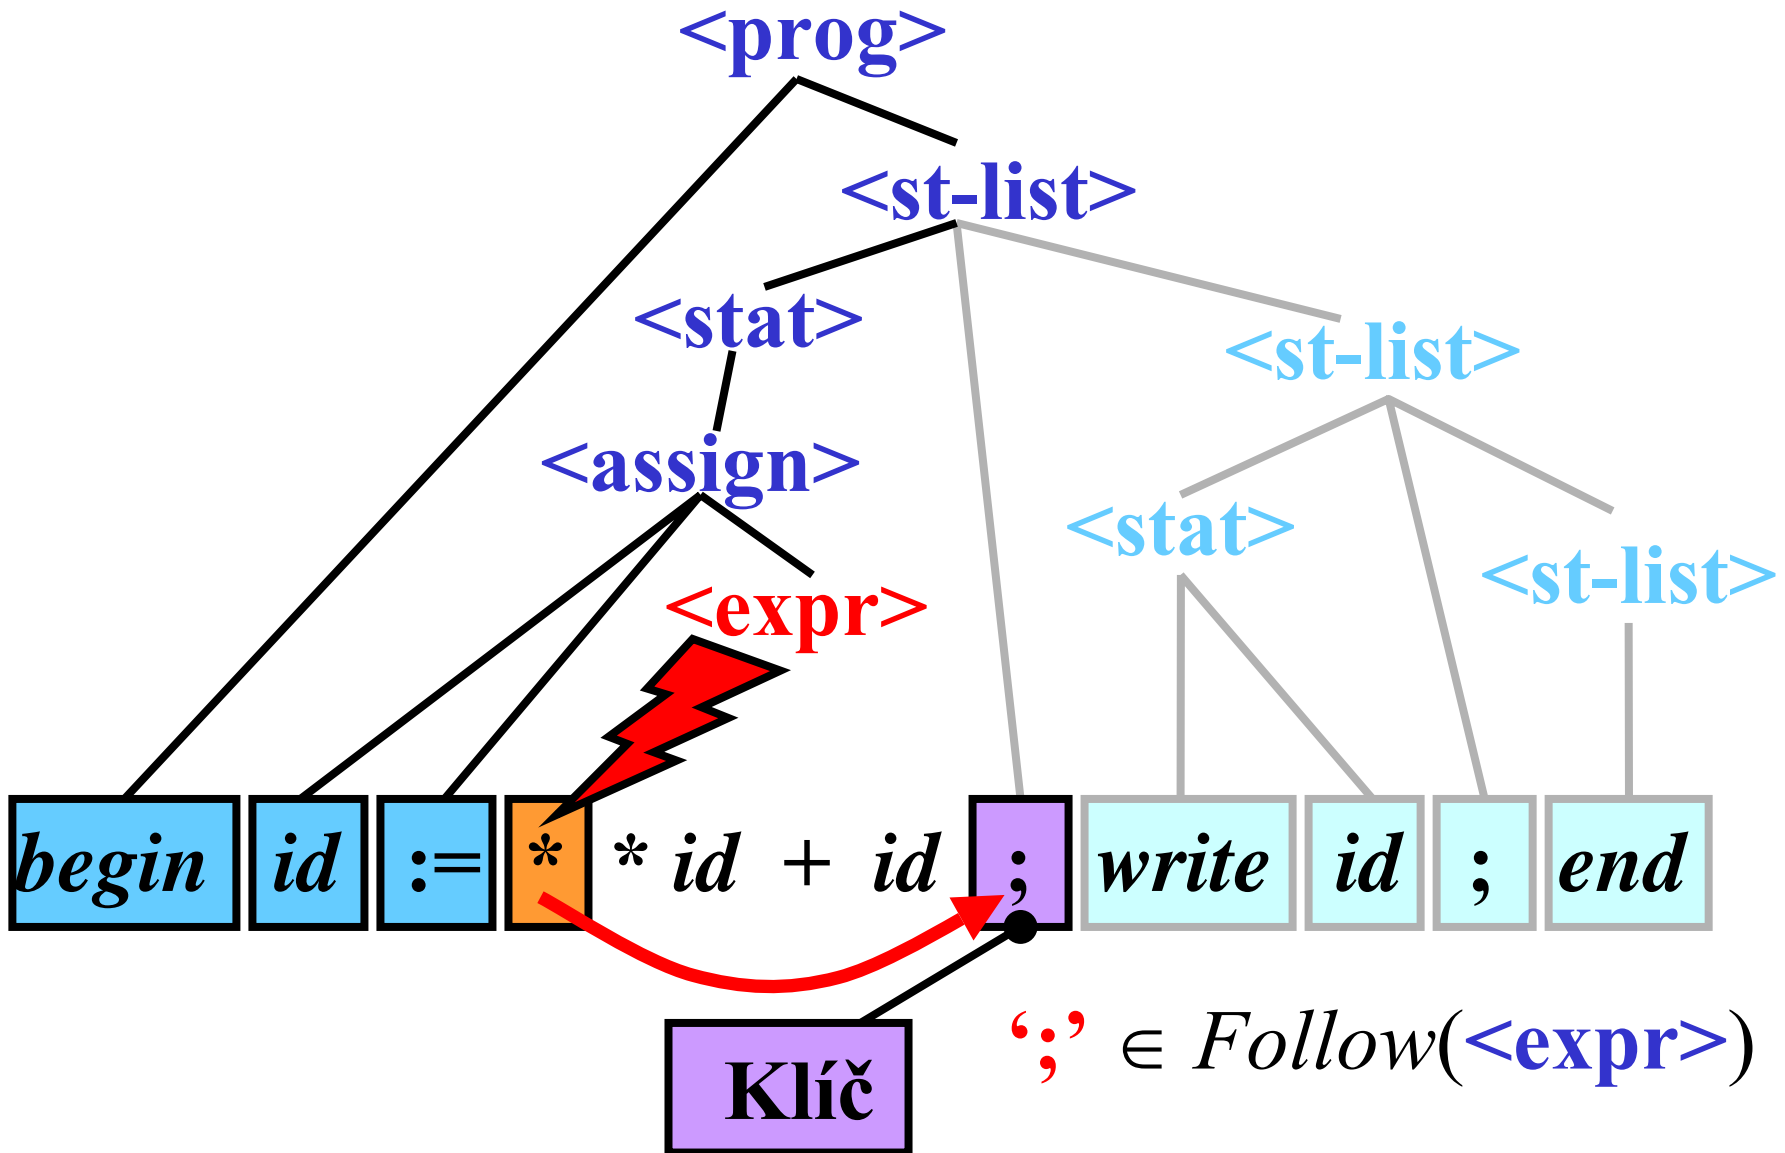 <prog>
<st-list>
<stat>
<st-list>
<assign>
<stat>
<st-list>
<expr>
begin id := * * id + id ; write id ; end
Klíč
‘;’ ∈ Follow(<expr>)